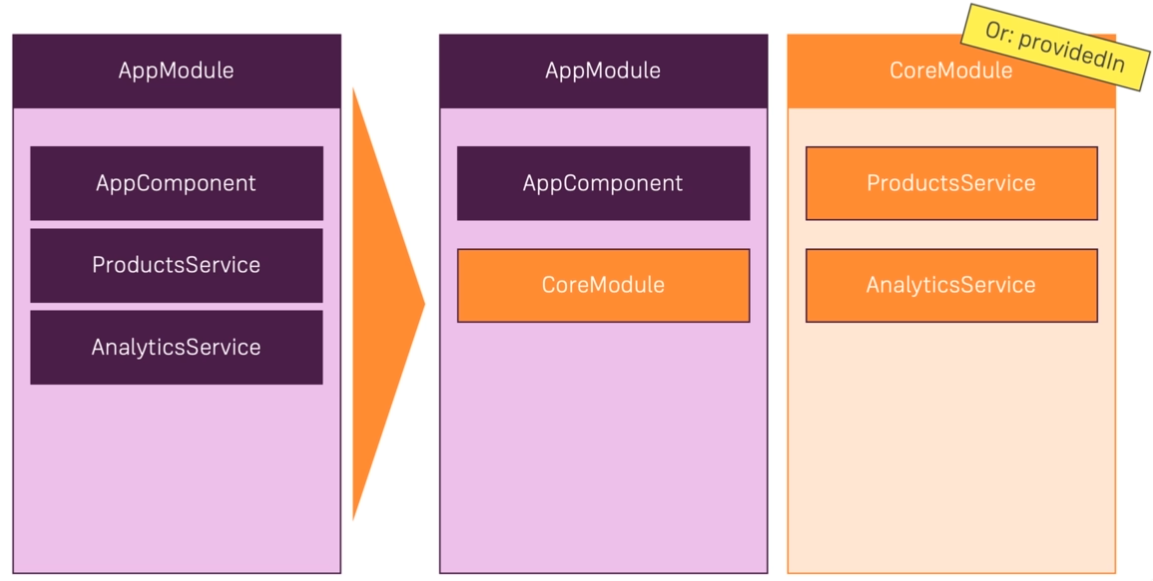 AppModule
AppComponent
ProductsService
AnalyticsService
AppModule
AppComponent
CoreModule
Or: providedIn
CoreModule
ProductsService
AnalyticsService